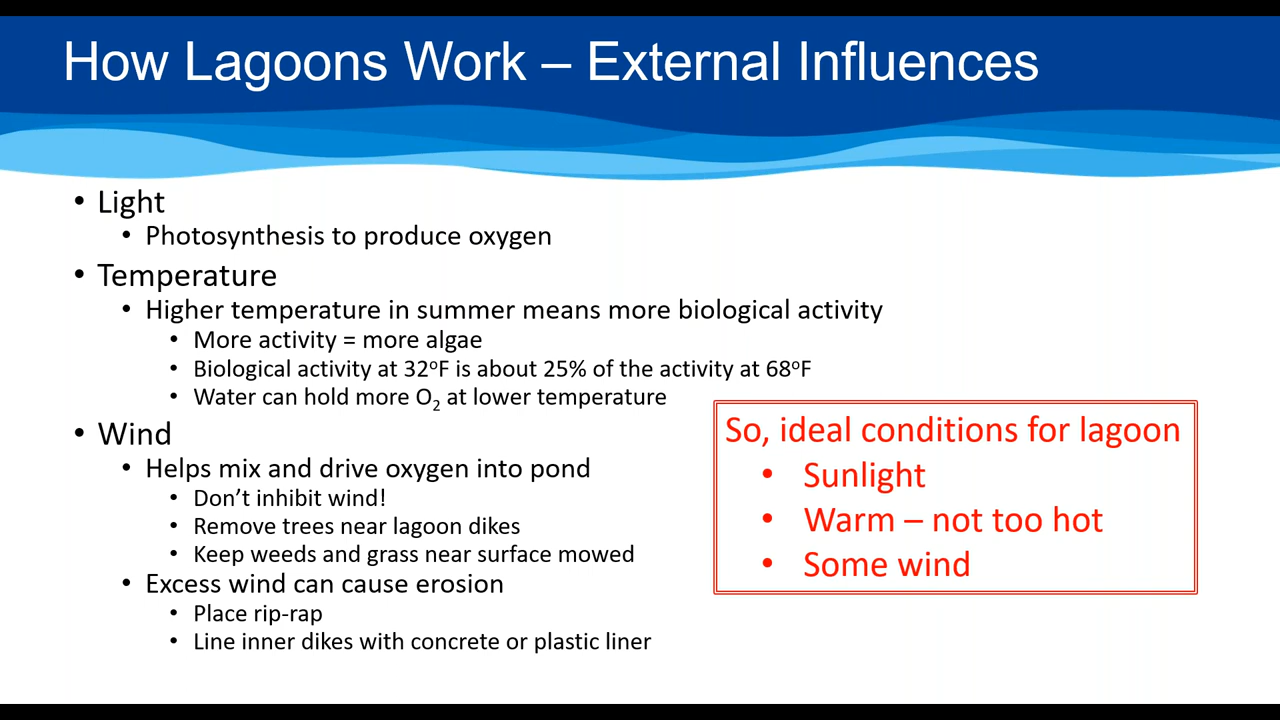 How Lagoons Work – External Influences
• Light
• Photosynthesis to produce oxygen
• Temperature
• Higher temperature in summer means more biological activity
• More activity = more algae
• Biological activity at 32ºF is about 25% of the activity at 68ºF
• Water can hold more O₂ at lower temperature
• Wind
• Helps mix and drive oxygen into pond
• Don’t inhibit wind!
• Remove trees near lagoon dikes
• Keep weeds and grass near surface mowed
• Excess wind can cause erosion
• Place rip-rap
• Line inner dikes with concrete or plastic liner
So, ideal conditions for lagoon
• Sunlight
• Warm – not too hot
• Some wind